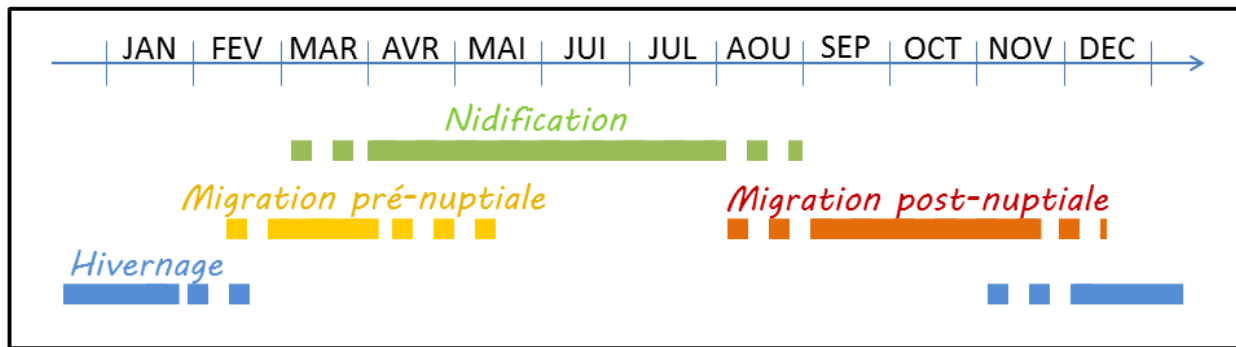 JAN FEV MAR AVR MAI JUI JUL AOU SEP OCT NOV DEC
Nidification
Migration pré-nuptiale Migration post-nuptiale
Hivernage